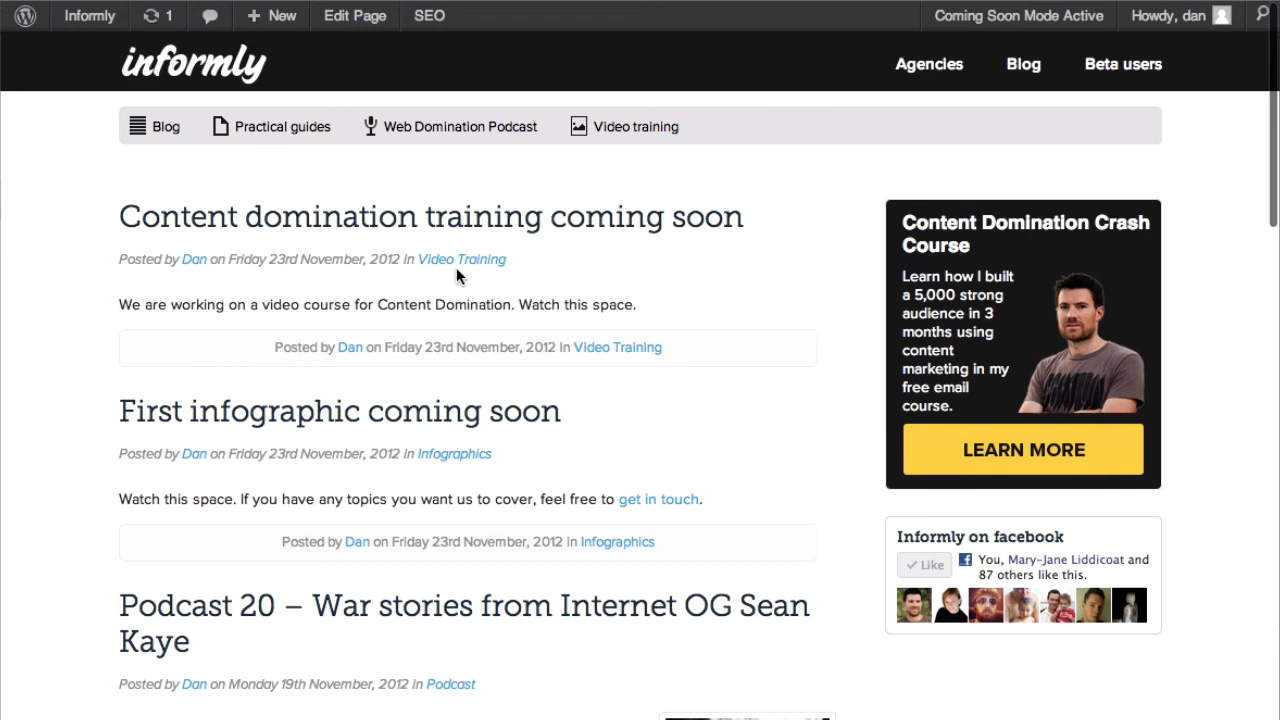 Informly 1 New Edit Page SEO Coming Soon Mode Active Howdy, dan
informly Agencies Blog Beta users
Blog Practical guides Web Domination Podcast Video training
Content domination training coming soon
Posted by Dan on Friday 23rd November, 2012 in Video Training
We are working on a video course for Content Domination. Watch this space.
Posted by Dan on Friday 23rd November, 2012 in Video Training
First infographic coming soon
Posted by Dan on Friday 23rd November, 2012 in Infographics
Watch this space. If you have any topics you want us to cover, feel free to get in touch.
Posted by Dan on Friday 23rd November, 2012 in Infographics
Podcast 20 – War stories from Internet OG Sean
Kaye
Posted by Dan on Monday 19th November, 2012 in Podcast
Content Domination Crash
Course
Learn how I built
a 5,000 strong
audience in 3
months using
content
marketing in my
free email
course.
LEARN MORE
Informly on facebook
Like You, Mary-Jane Liddicoat and
87 others like this.